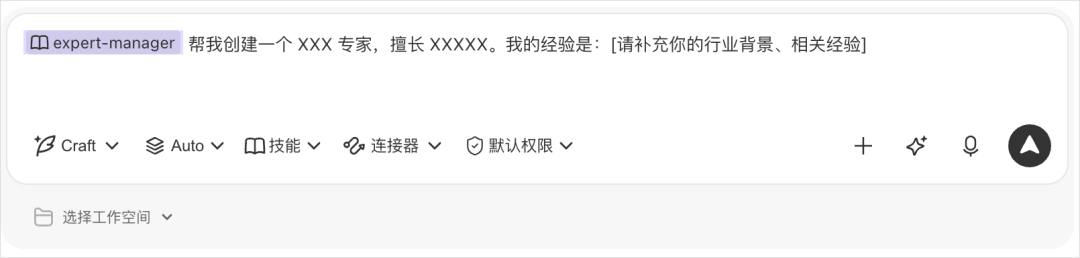 expert-manager 帮我创建一个 XXX 专家，擅长 XXXXX。我的经验是：[请补充你的行业背景、相关经验]
Craft Auto 技能 连接器 默认权限
选择工作空间